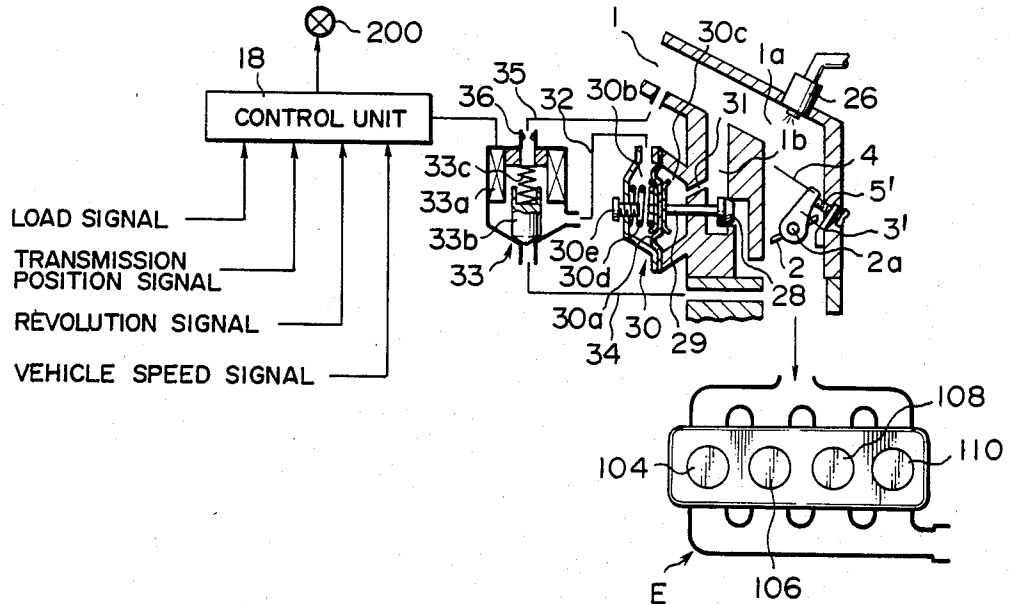 200
1
30c
1a
18
35
32
30b
31
26
36
1b
CONTROL UNIT
4
33c
5'
33a
LOAD SIGNAL
33b
30e
3'
TRANSMISSION
POSITION SIGNAL
33
30d
2
2a
28
30a
30
REVOLUTION SIGNAL
34
29
VEHICLE SPEED SIGNAL
108
104
110
E
106